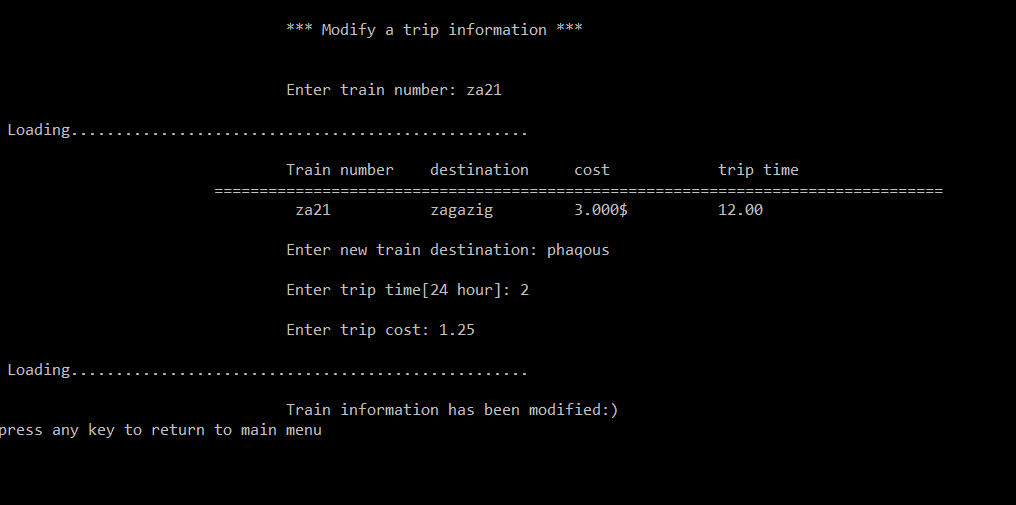 *** Modify a trip information ***
Enter train number: za21
Loading...................................................
Train number destination cost trip time
=================================================================================
za21 zagazig 3.000$ 12.00
Enter new train destination: phaqous
Enter trip time[24 hour]: 2
Enter trip cost: 1.25
Loading...................................................
Train information has been modified:)
press any key to return to main menu